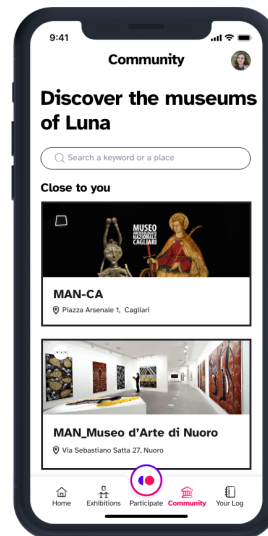 9:41
Community
Discover the museums
of Luna
Search a keyword or a place
Close to you
MUSEO
ARCHEOLOGICO
NAZIONALE
CAGLIARI
MAN-CA
Piazza Arsenale 1, Cagliari
MAN_Museo d'Arte di Nuoro
Via Sebastiano Satta 27, Nuoro
Home
Exhibitions
Participate
Community
Your Log